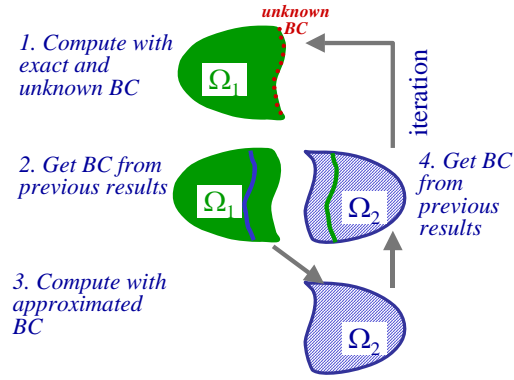 unknown
BC
1. Compute with
exact and
unknown BC
Ω1
iteration
2. Get BC from
previous results
Ω1
Ω2
4. Get BC
from
previous
results
3. Compute with
approximated
BC
Ω2